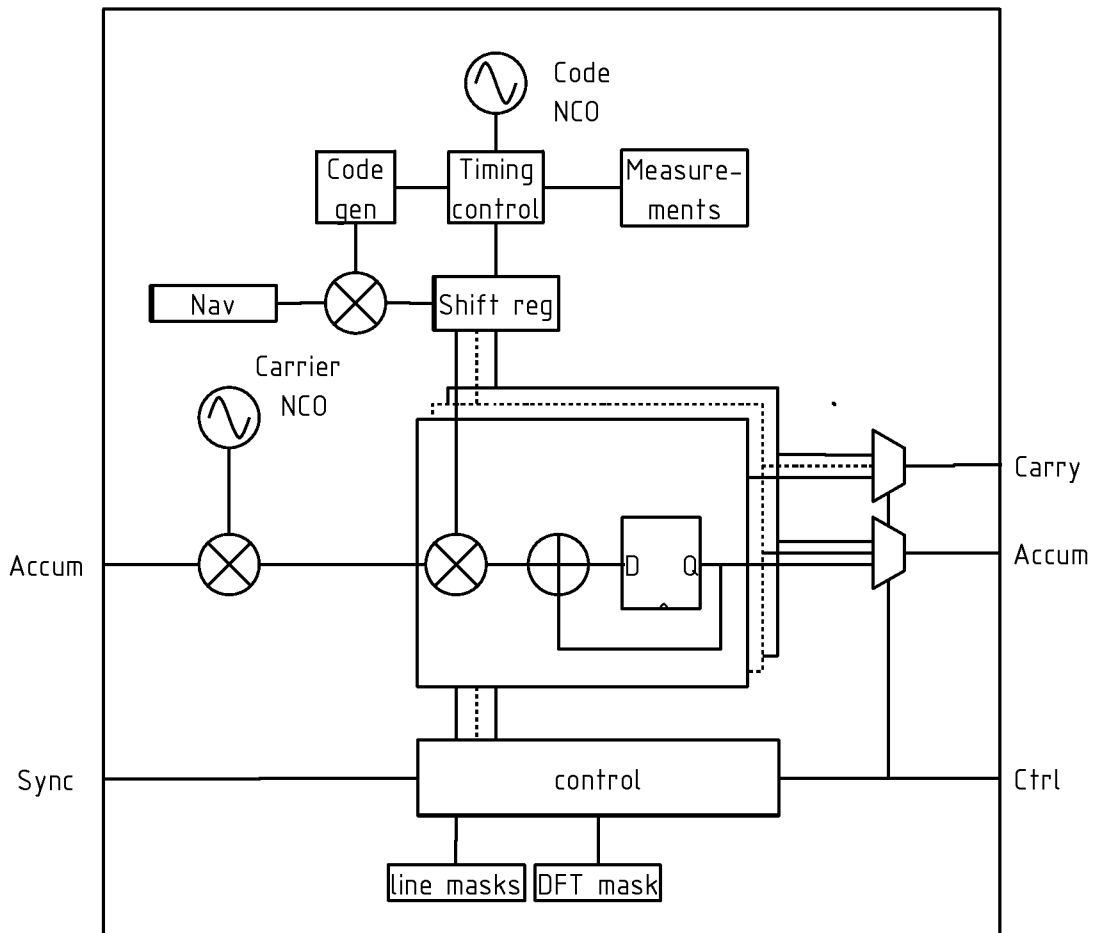 Code
NCO
Code
gen
Timing
control
Measure-
ments
Nav
Shift reg
Carrier
NCO
Carry
Accum
D
Q
Accum
Sync
control
Ctrl
line masks
DFT mask